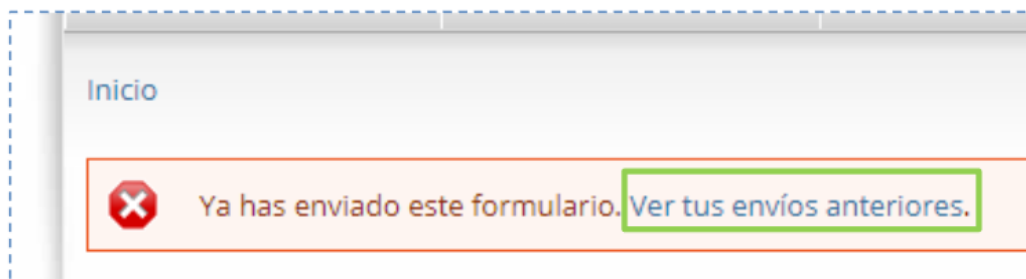 Inicio
Ya has enviado este formulario. Ver tus envíos anteriores.